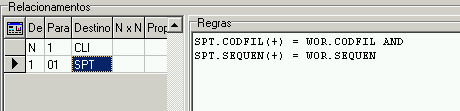 Relacionamentos
De Para Destino N x N Prop
N 1 CLI
1 01 SPT
Regras
SPT.CODFIL(+) = WOR.CODFIL AND
SPT.SEQUEN(+) = WOR.SEQUEN